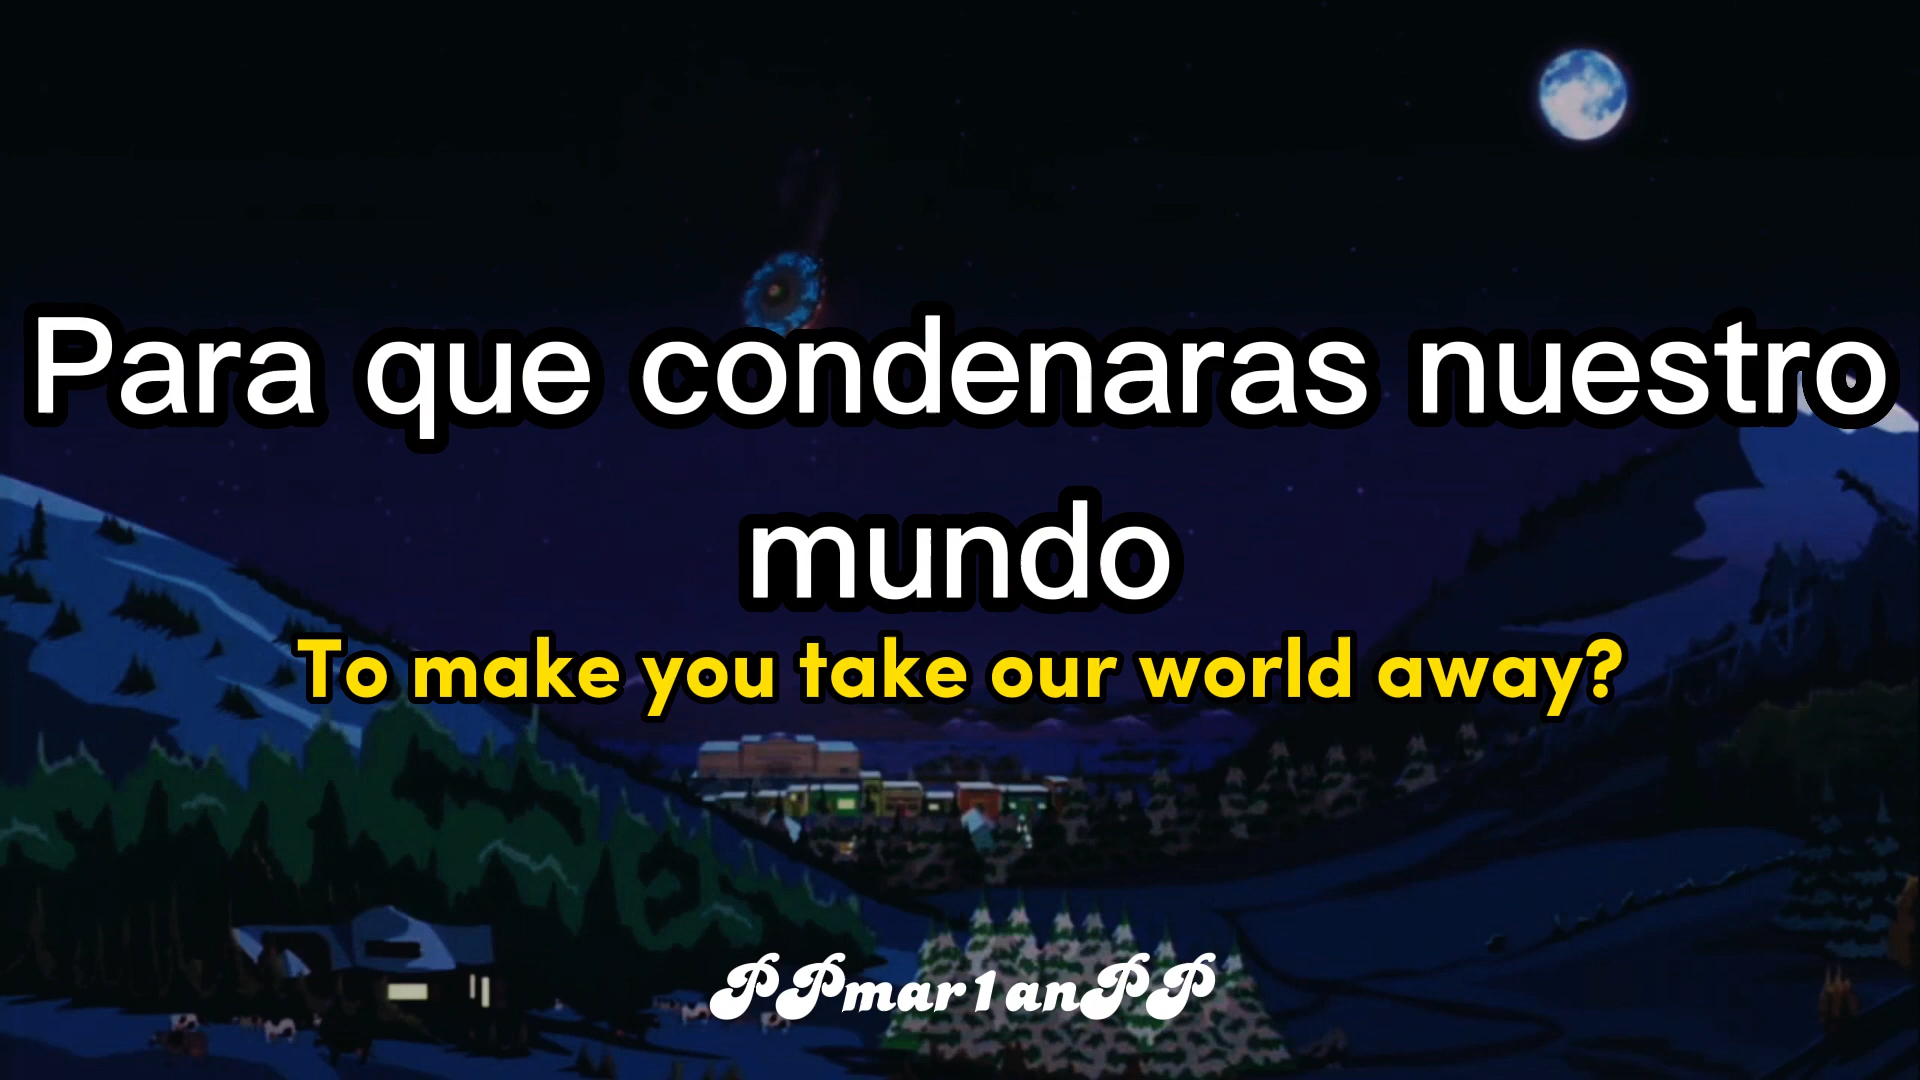 Para que condenaras nuestro
mundo
To make you take our world away?
PPmar1anPP